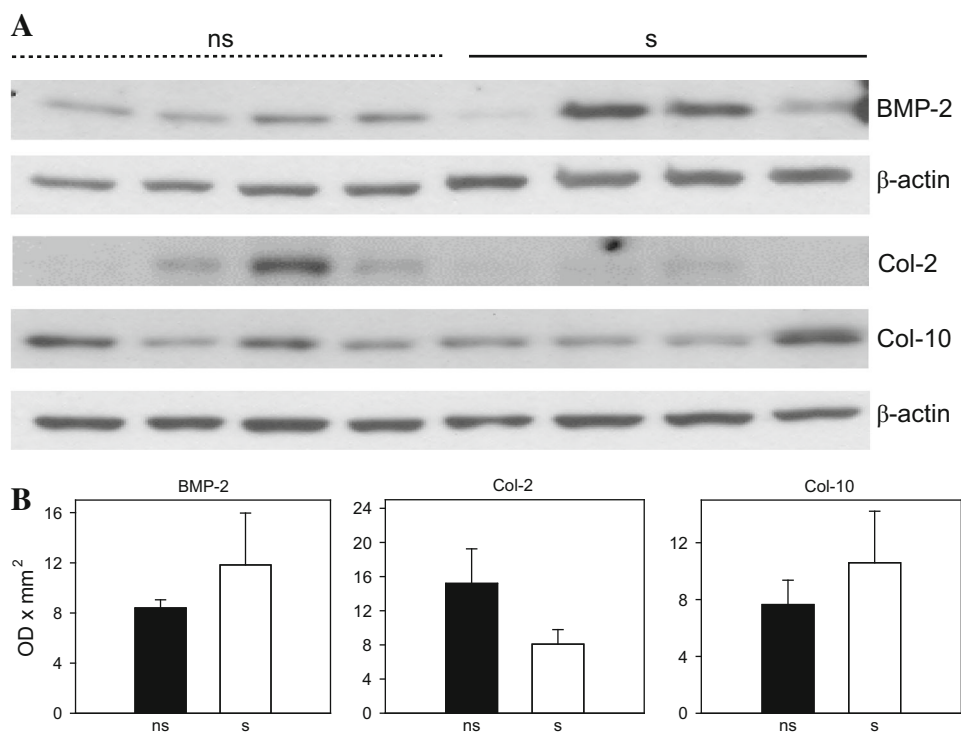 A
ns s
BMP-2
β-actin
Col-2
Col-10
β-actin
B
BMP-2
16
12
8
4
0
OD x mm²
ns s
Col-2
24
20
16
12
8
4
0
ns s
Col-10
12
8
4
0
ns s